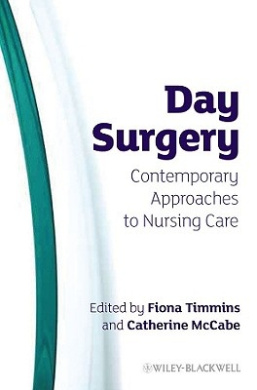 Day
Surgery
Contemporary
Approaches
to Nursing Care
Edited by Fiona Timmins
and Catherine McCabe
WILEY-BLACKWELL